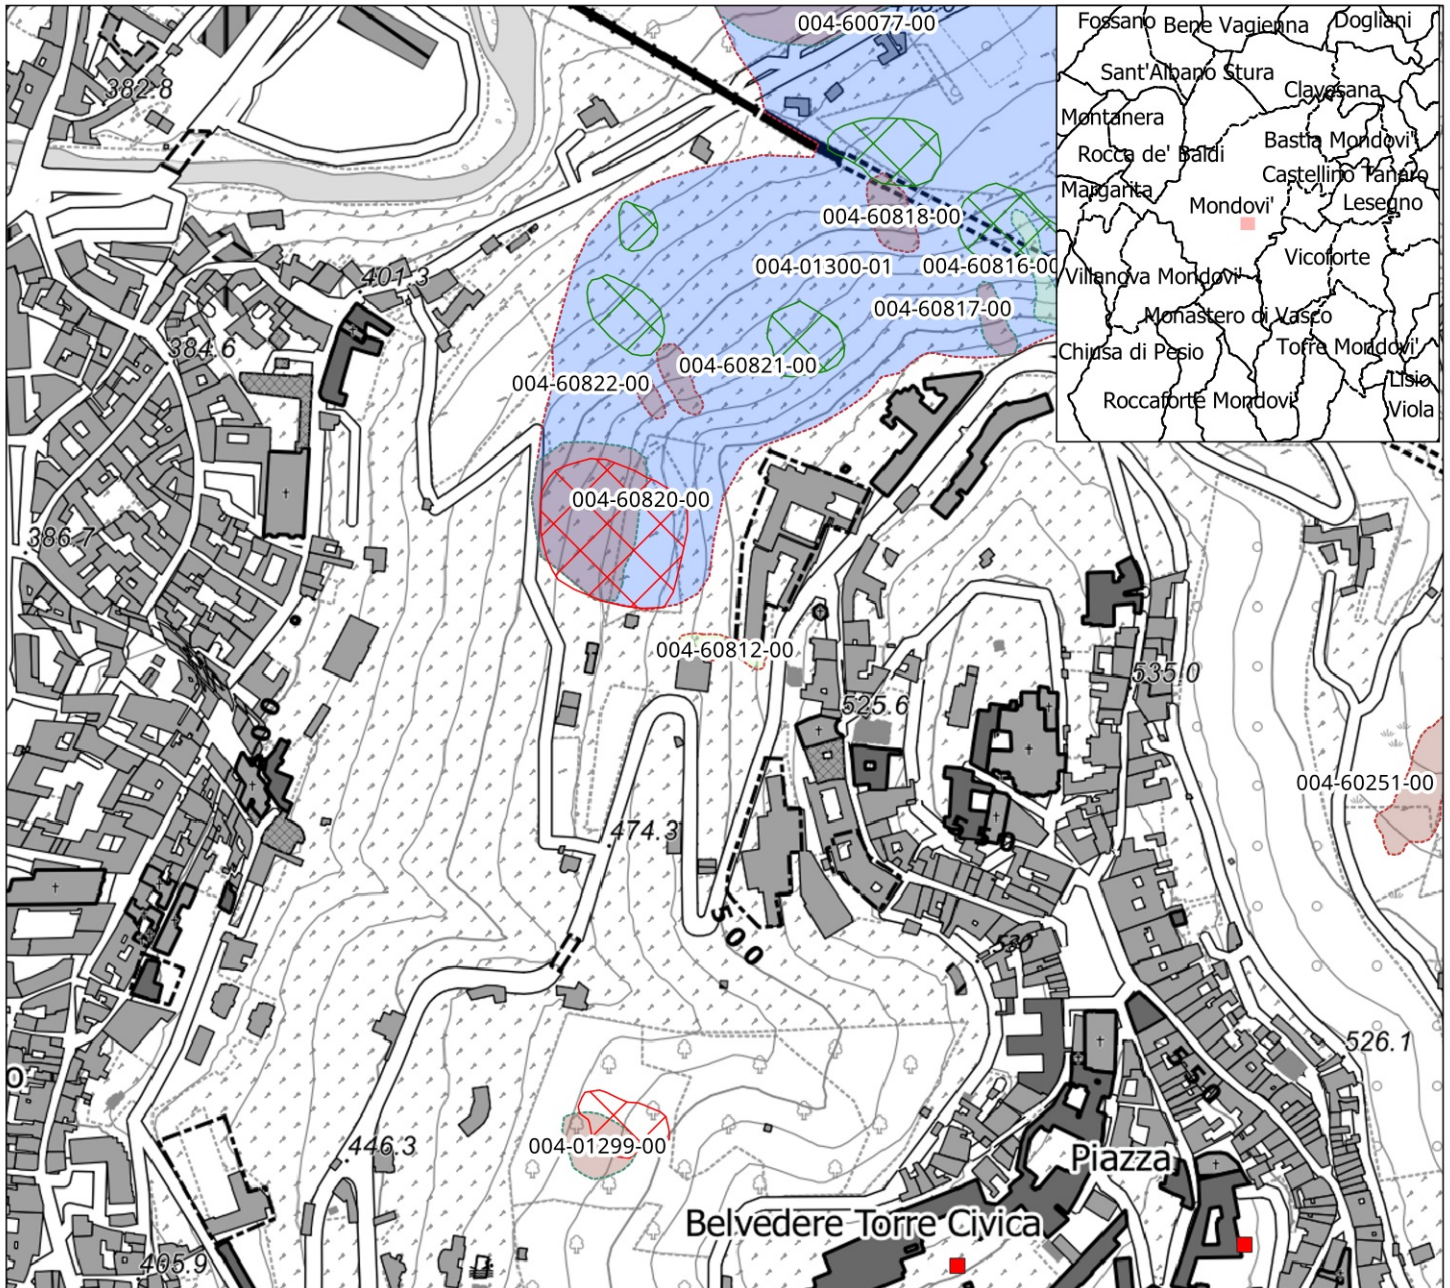 004-60077-00
382.8
004-60818-00
004-01300-01
004-60816-00
401.3
004-60817-00
384.6
004-60821-00
004-60822-00
004-60820-00
386.7
004-60812-00
535.0
525.6
004-60251-00
474.3
550
500
530
526.1
550
004-01299-00
446.3
Piazza
Belvedere Torre Civica
405.9
o
Fossano
Bene Vagienna
Dogliani
Sant'Albano Stura
Clavesana
Montanera
Bastia Mondovi'
Rocca de' Baldi
Castellino Tanaro
Margarita
Lesegno
Mondovi'
Vicoforte
Villanova Mondovi'
Monastero di Vasco
Chiusa di Pesio
Torre Mondovi'
Lisio
Roccaforte Mondovi
Viola